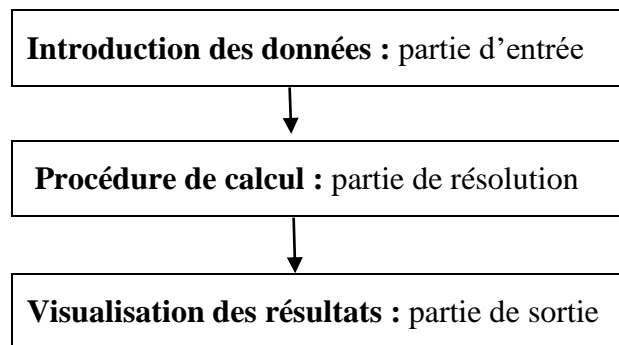 Introduction des données : partie d’entrée
Procédure de calcul : partie de résolution
Visualisation des résultats : partie de sortie